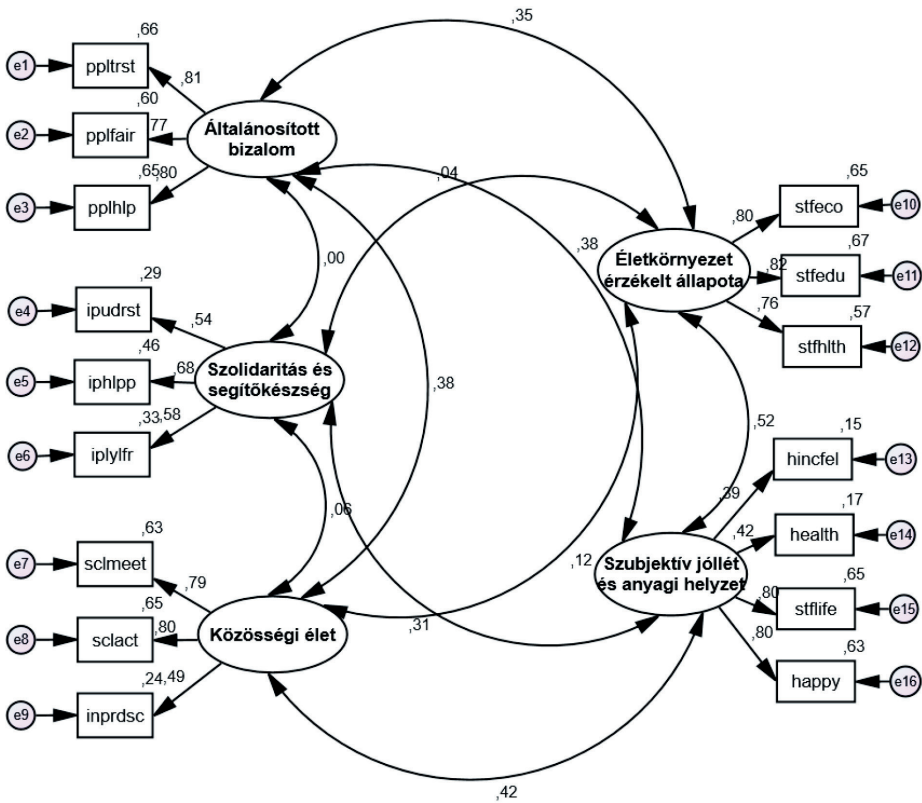 ,35
,66
e1
ppltrst
,81
,60
e2
pplfair
,77
Általánosított
bizalom
,65
,80
e3
pplhlp
,04
,00
,38
,38
,29
e4
ipudrst
,54
,46
e5
iphlpp
,68
Szolidaritás és
segítőkészség
,33
,58
e6
iplylfr
,06
,63
e7
sclmeet
,79
,65
e8
sclact
,80
Közösségi élet
,24
,49
e9
inprdsc
,31
,12
,42
Életkörnyezet
érzékelt állapota
,80
,65
stfeco
e10
,82
,67
stfedu
e11
,76
,57
stfhlth
e12
,52
Szubjektív jóllét
és anyagi helyzet
,39
,15
hincfel
e13
,42
,17
health
e14
,80
,65
stflife
e15
,80
,63
happy
e16